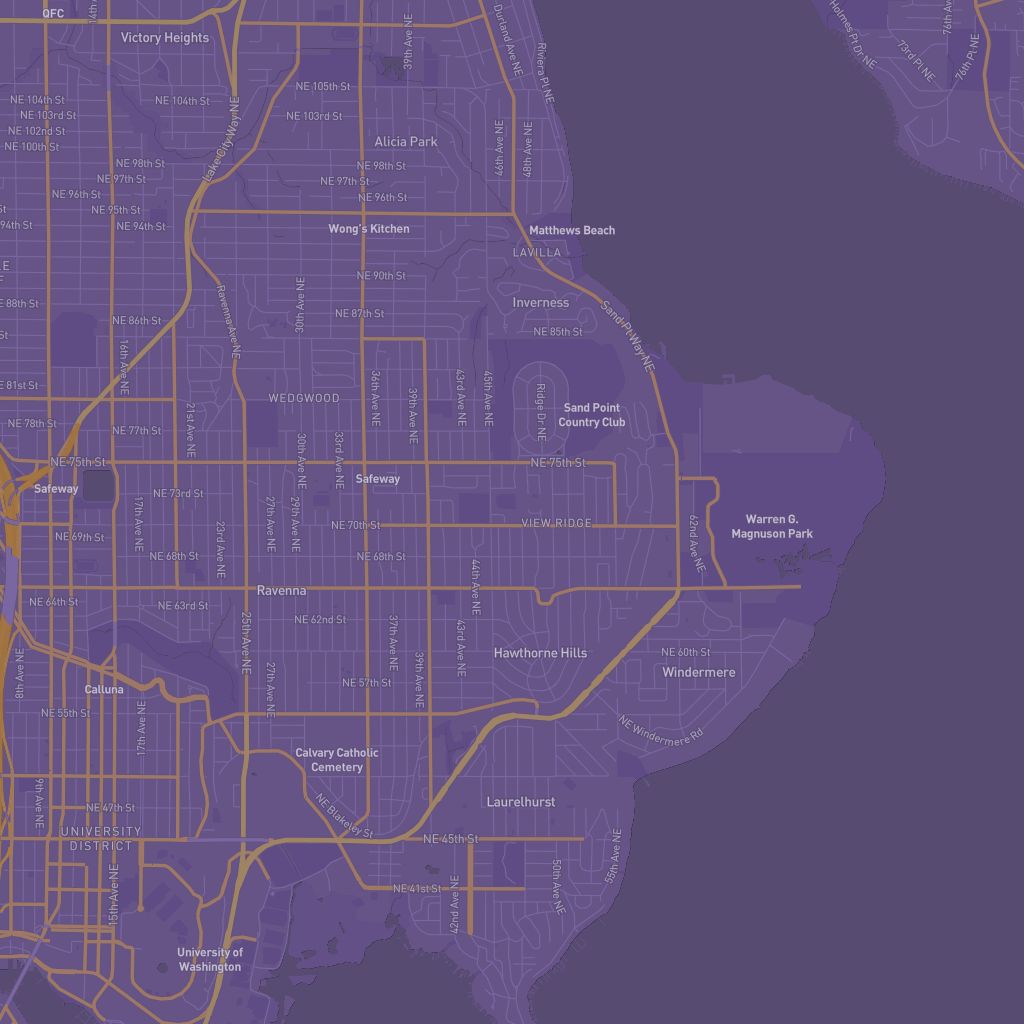 QFC
14th
Victory Heights
39th Ave NE
Durland Ave NE
Riviera Pl NE
Holmes Pt Dr NE
76th Ave NE
73rd Pl NE
76th Pl NE
NE 104th St
NE 104th St
NE 105th St
NE 103rd St
NE 103rd St
NE 102nd St
NE 100th St
Lake City Way NE
Alicia Park
46th Ave NE
48th Ave NE
NE 98th St
NE 98th St
NE 97th St
NE 97th St
NE 96th St
NE 96th St
NE 95th St
94th St
NE 94th St
Wong's Kitchen
Matthews Beach
LAVILLA
NE 90th St
Inverness
Ravenna Ave NE
30th Ave NE
NE 88th St
NE 87th St
NE 86th St
NE 85th St
Sand Pt Way NE
16th Ave NE
NE 81st St
36th Ave NE
39th Ave NE
43rd Ave NE
45th Ave NE
Ridge Dr NE
WEDGWOOD
Sand Point
Country Club
21st Ave NE
NE 78th St
NE 77th St
30th Ave NE
33rd Ave NE
NE 75th St
NE 75th St
Safeway
Safeway
NE 73rd St
17th Ave NE
23rd Ave NE
27th Ave NE
29th Ave NE
NE 70th St
VIEW RIDGE
62nd Ave NE
Warren G.
Magnuson Park
NE 69th St
NE 68th St
NE 68th St
44th Ave NE
Ravenna
NE 64th St
NE 63rd St
NE 62nd St
25th Ave NE
37th Ave NE
43rd Ave NE
39th Ave NE
Hawthorne Hills
NE 60th St
Windermere
8th Ave NE
27th Ave NE
NE 57th St
Calluna
NE 55th St
17th Ave NE
NE Windermere Rd
Calvary Catholic
Cemetery
9th Ave NE
NE 47th St
NE Blakeley St
Laurelhurst
UNIVERSITY
DISTRICT
NE 45th St
55th Ave NE
50th Ave NE
15th Ave NE
NE 41st St
42nd Ave NE
University of
Washington